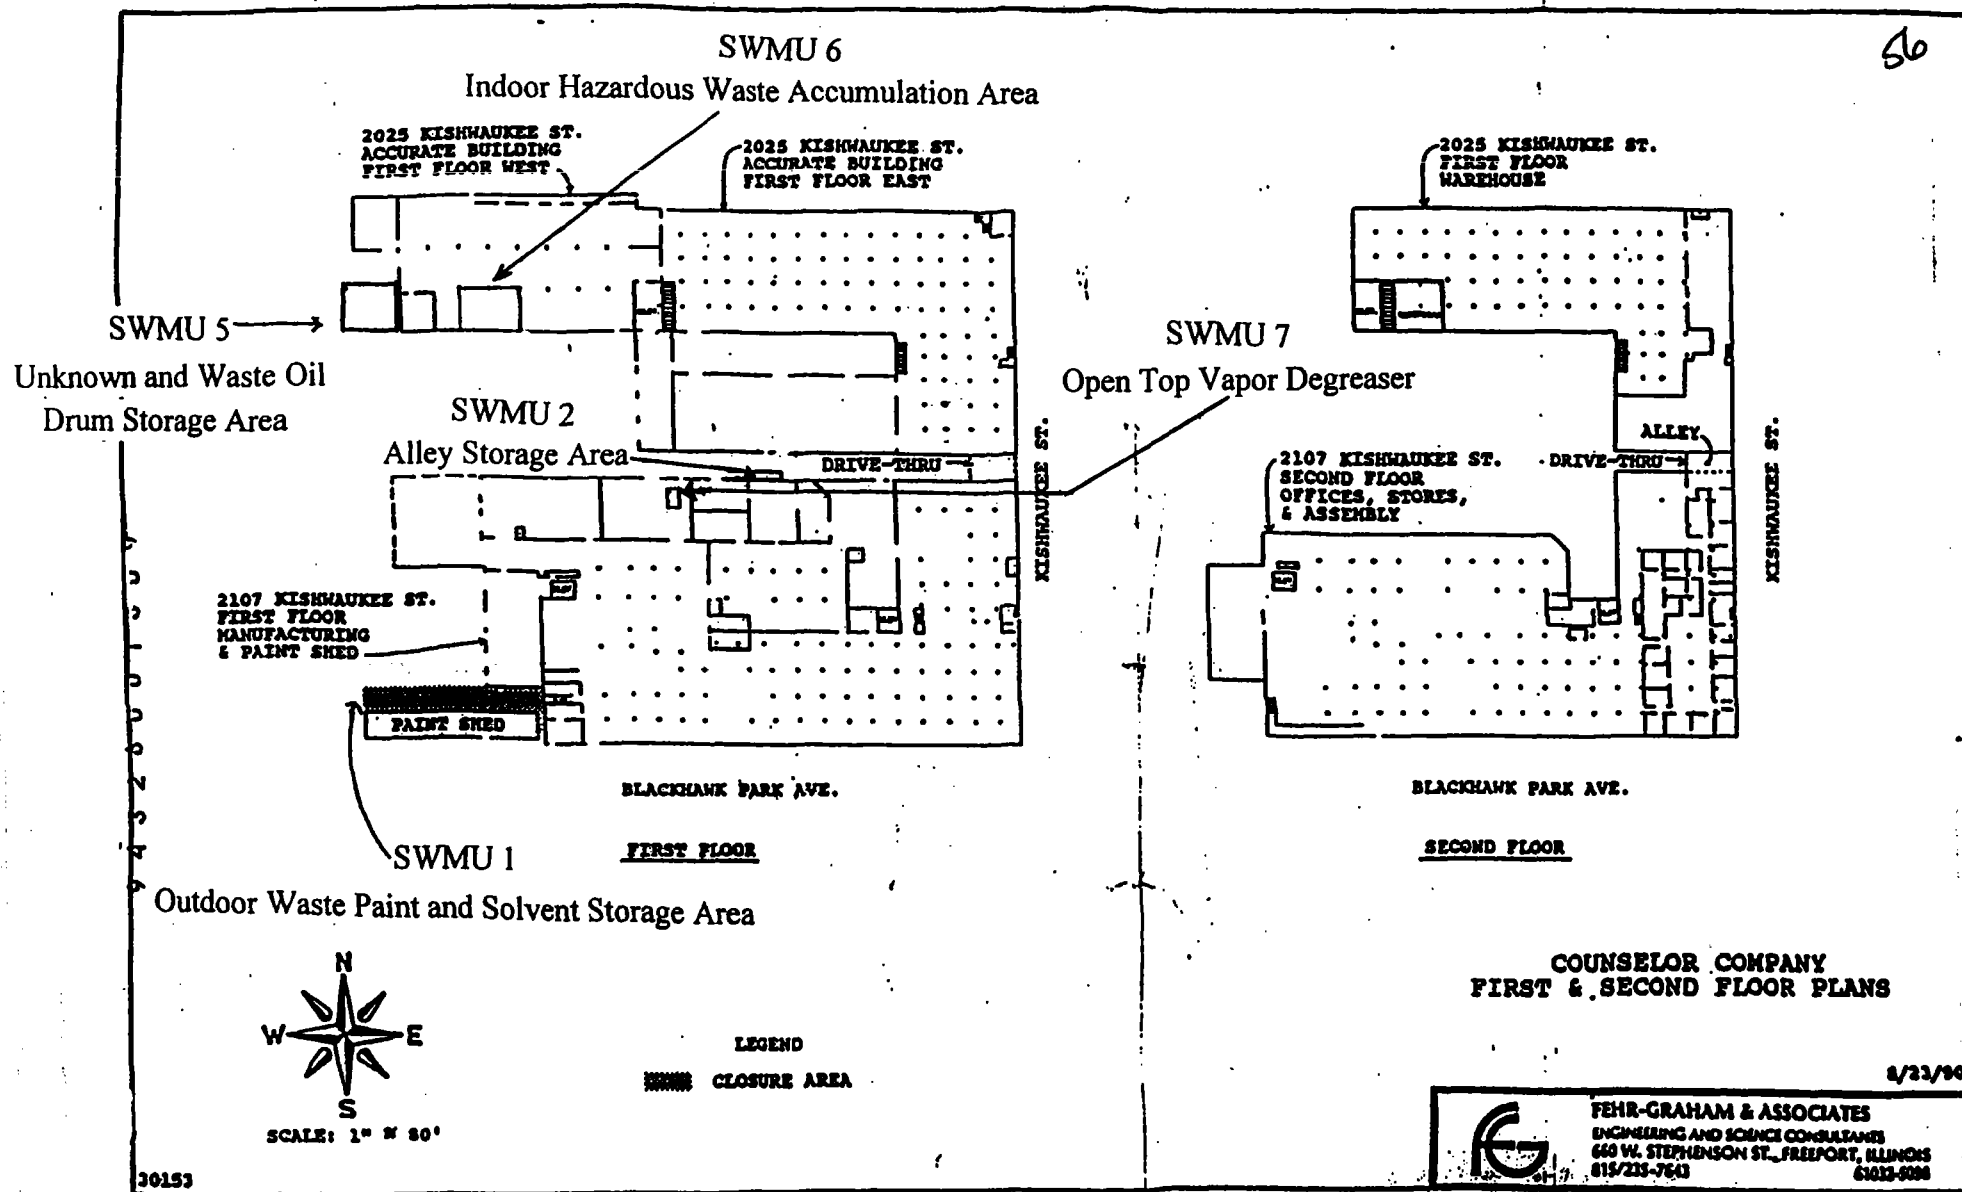 56
SWMU 6
Indoor Hazardous Waste Accumulation Area
2025 KISHWAUKEE ST.
ACCURATE BUILDING
FIRST FLOOR WEST
2025 KISHWAUKEE ST.
ACCURATE BUILDING
FIRST FLOOR EAST
2025 KISHWAUKEE ST.
FIRST FLOOR
WAREHOUSE
SWMU 5
Unknown and Waste Oil
Drum Storage Area
SWMU 7
Open Top Vapor Degreaser
SWMU 2
Alley Storage Area
DRIVE-THRU
KISHWAUKEE ST.
2107 KISHWAUKEE ST.
SECOND FLOOR
OFFICES, STORES,
& ASSEMBLY
ALLEY
DRIVE-THRU
KISHWAUKEE ST.
2107 KISHWAUKEE ST.
FIRST FLOOR
MANUFACTURING
& PAINT SHED
PAINT SHED
BLACKHAWK PARK AVE.
BLACKHAWK PARK AVE.
SWMU 1
Outdoor Waste Paint and Solvent Storage Area
FIRST FLOOR
SECOND FLOOR
N
W
E
S
SCALE: 1" = 80'
LEGEND
CLOSURE AREA
COUNSELOR COMPANY
FIRST & SECOND FLOOR PLANS
8/23/90
FEHR-GRAHAM & ASSOCIATES
ENGINEERING AND SCIENCE CONSULTANTS
660 W. STEPHENSON ST., FREEPORT, ILLINOIS
815/235-7643
30153